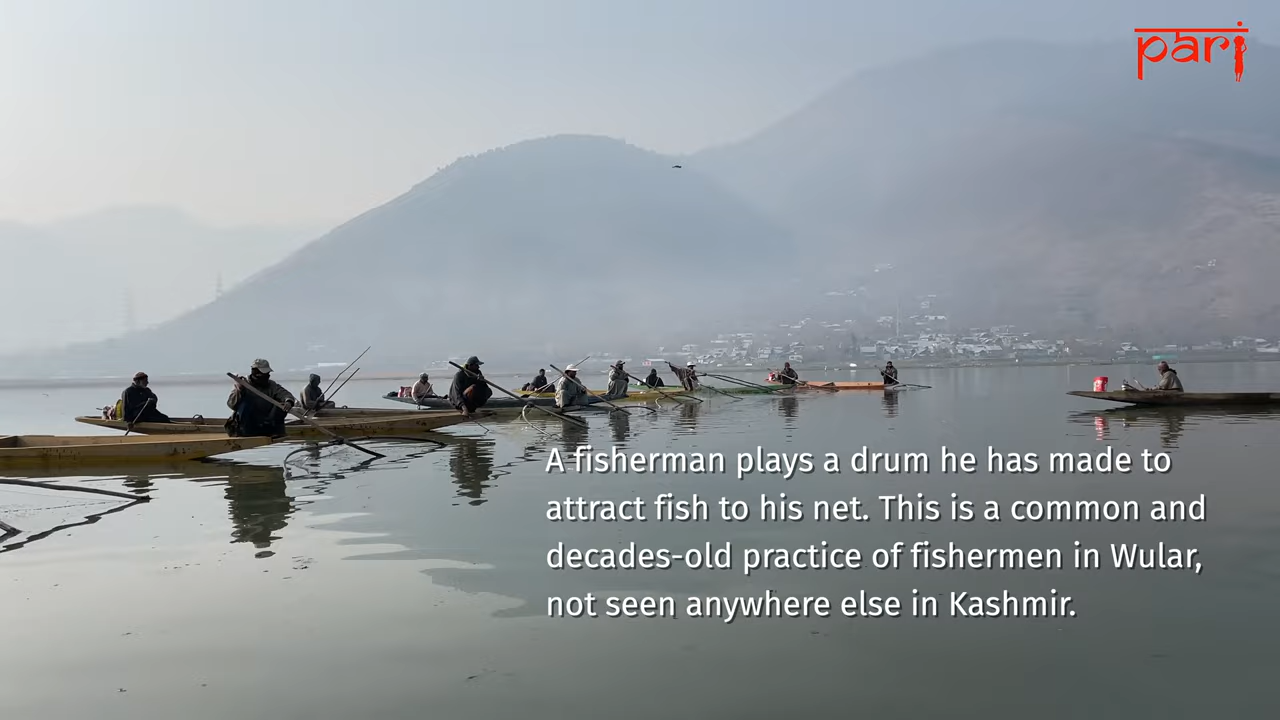 pari
A fisherman plays a drum he has made to
attract fish to his net. This is a common and
decades-old practice of fishermen in Wular,
not seen anywhere else in Kashmir.